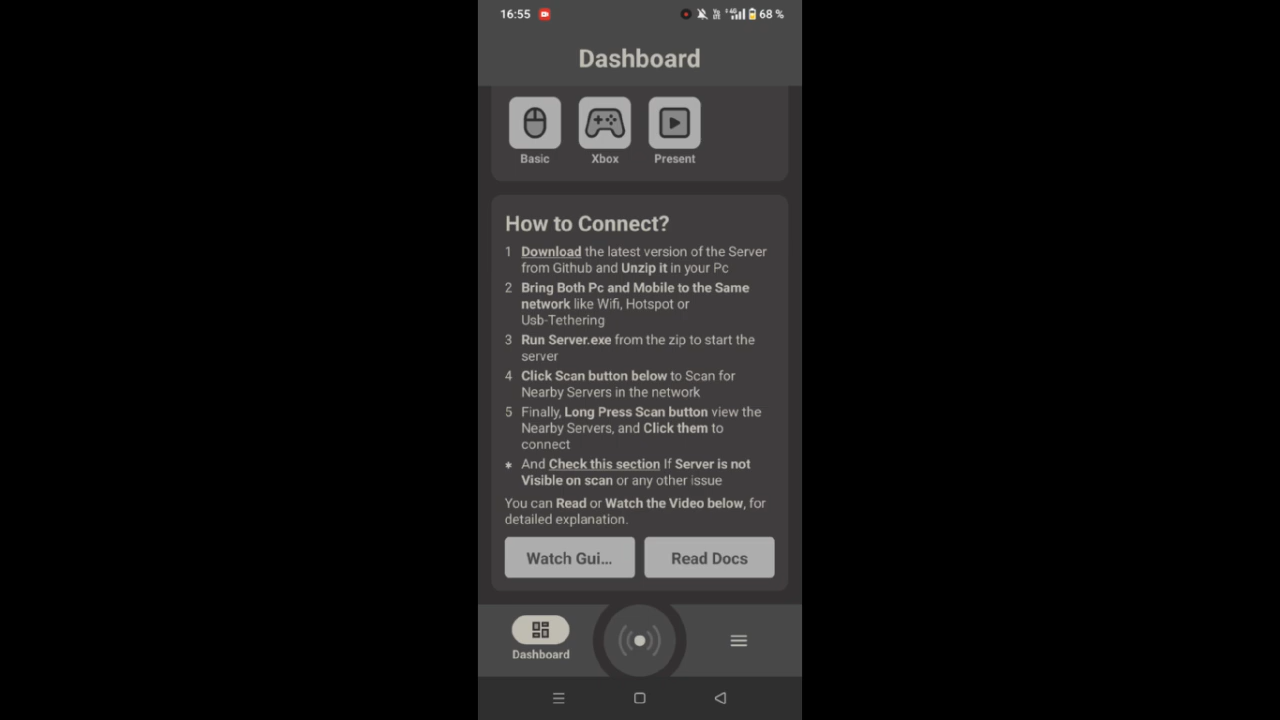 16:55 68 %
Dashboard
Basic Xbox Present
How to Connect?
1 Download the latest version of the Server
from Github and Unzip it in your Pc
2 Bring Both Pc and Mobile to the Same
network like Wifi, Hotspot or
Usb-Tethering
3 Run Server.exe from the zip to start the
server
4 Click Scan button below to Scan for
Nearby Servers in the network
5 Finally, Long Press Scan button view the
Nearby Servers, and Click them to
connect
* And Check this section If Server is not
Visible on scan or any other issue
You can Read or Watch the Video below, for
detailed explanation.
Watch Gui... Read Docs
Dashboard